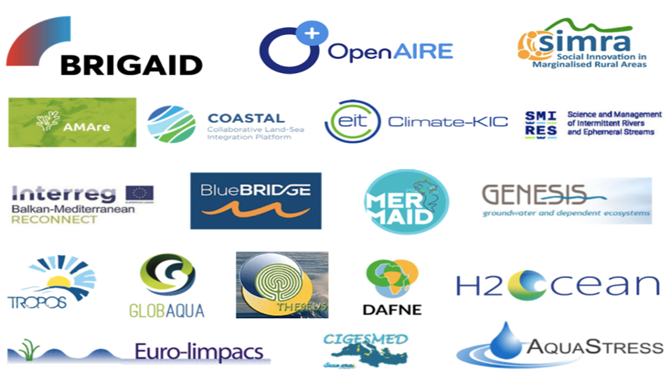 BRIGAID
OpenAIRE
simra
Social Innovation in
Marginalised Rural Areas
AMAre
COASTAL
Collaborative Land-Sea
Integration Platform
eit
Climate-KIC
SMI
RES
Science and Management
of Intermittent Rivers
and Ephemeral Streams
Interreg
Balkan-Mediterranean
RECONNECT
BlueBRIDGE
MER
MAID
GENESIS
groundwater and dependent ecosystems
TROPOS
GLOBAQUA
THESEUS
DAFNE
H2Ocean
Euro-limpacs
CIGESMED
AQUASTRESS